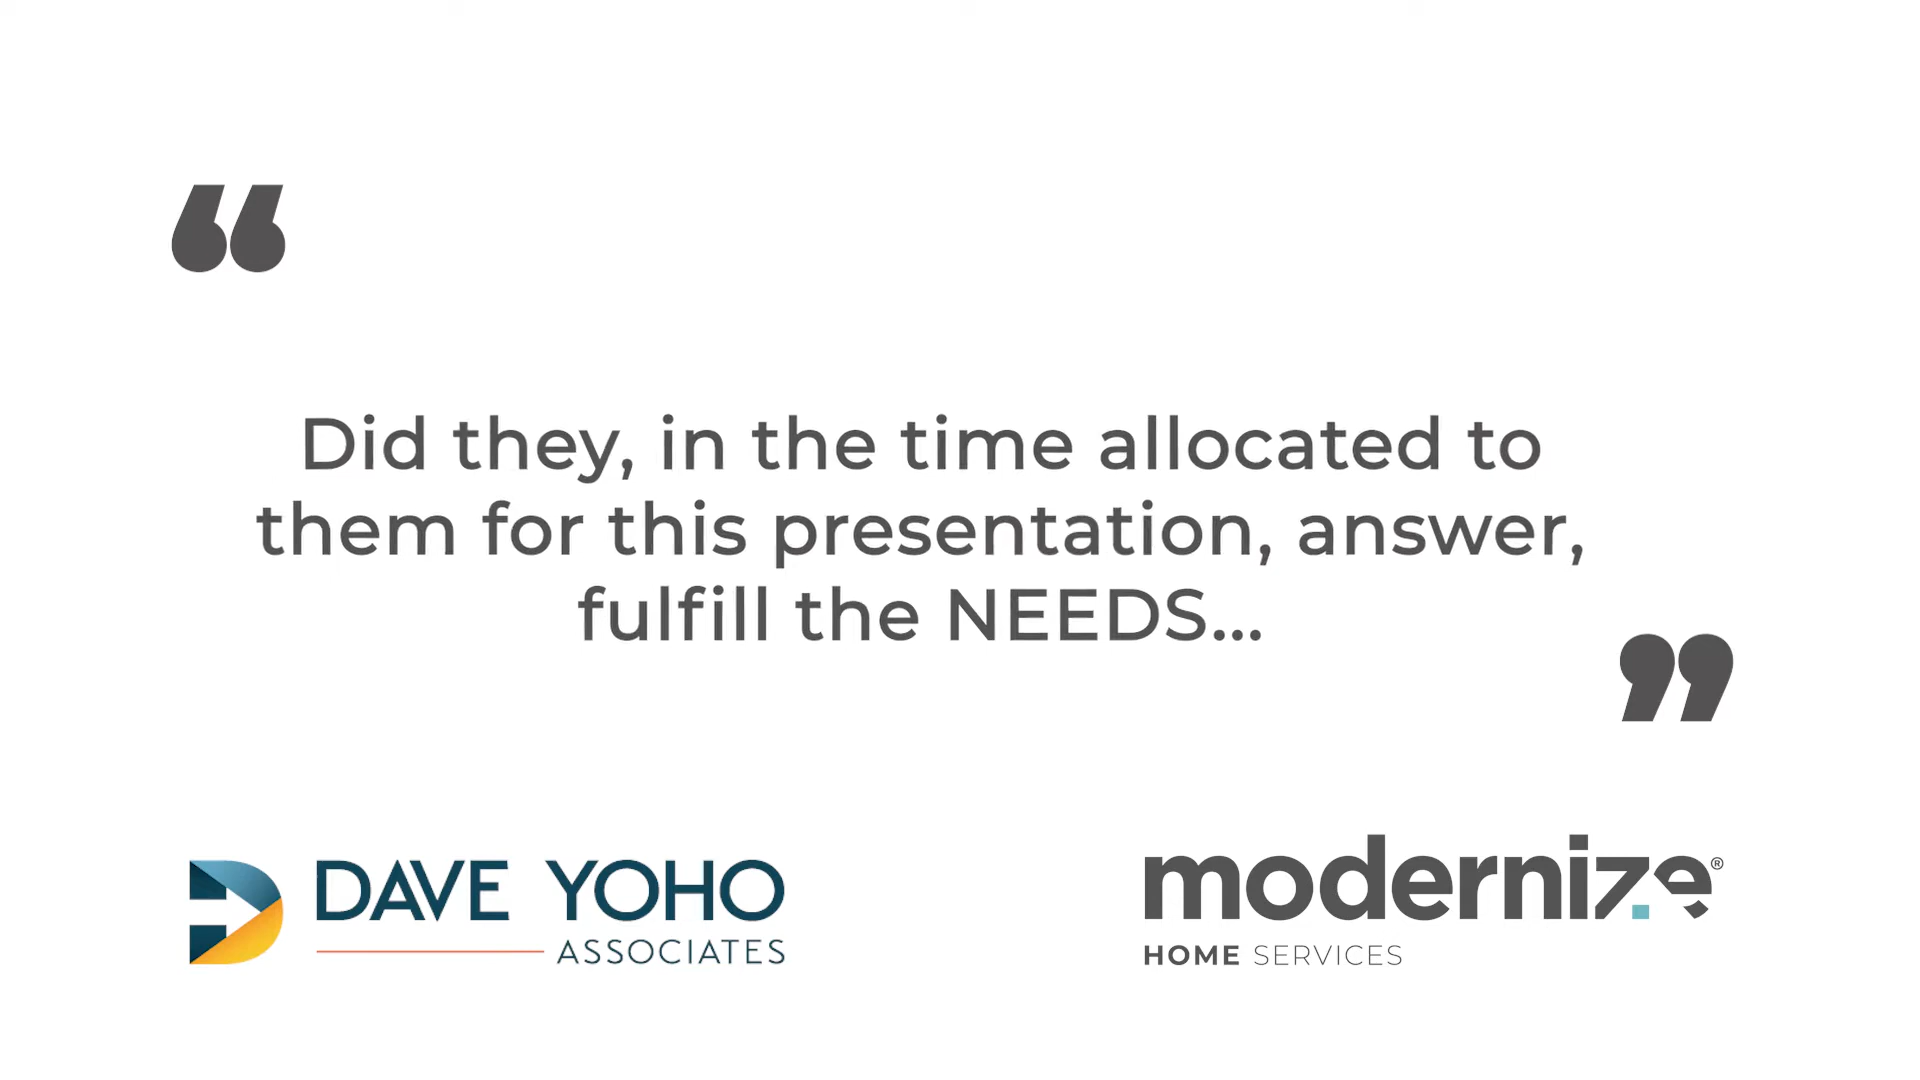 “
Did they, in the time allocated to
them for this presentation, answer,
fulfill the NEEDS...
”
DAVE YOHO
ASSOCIATES
modernize®
HOME SERVICES